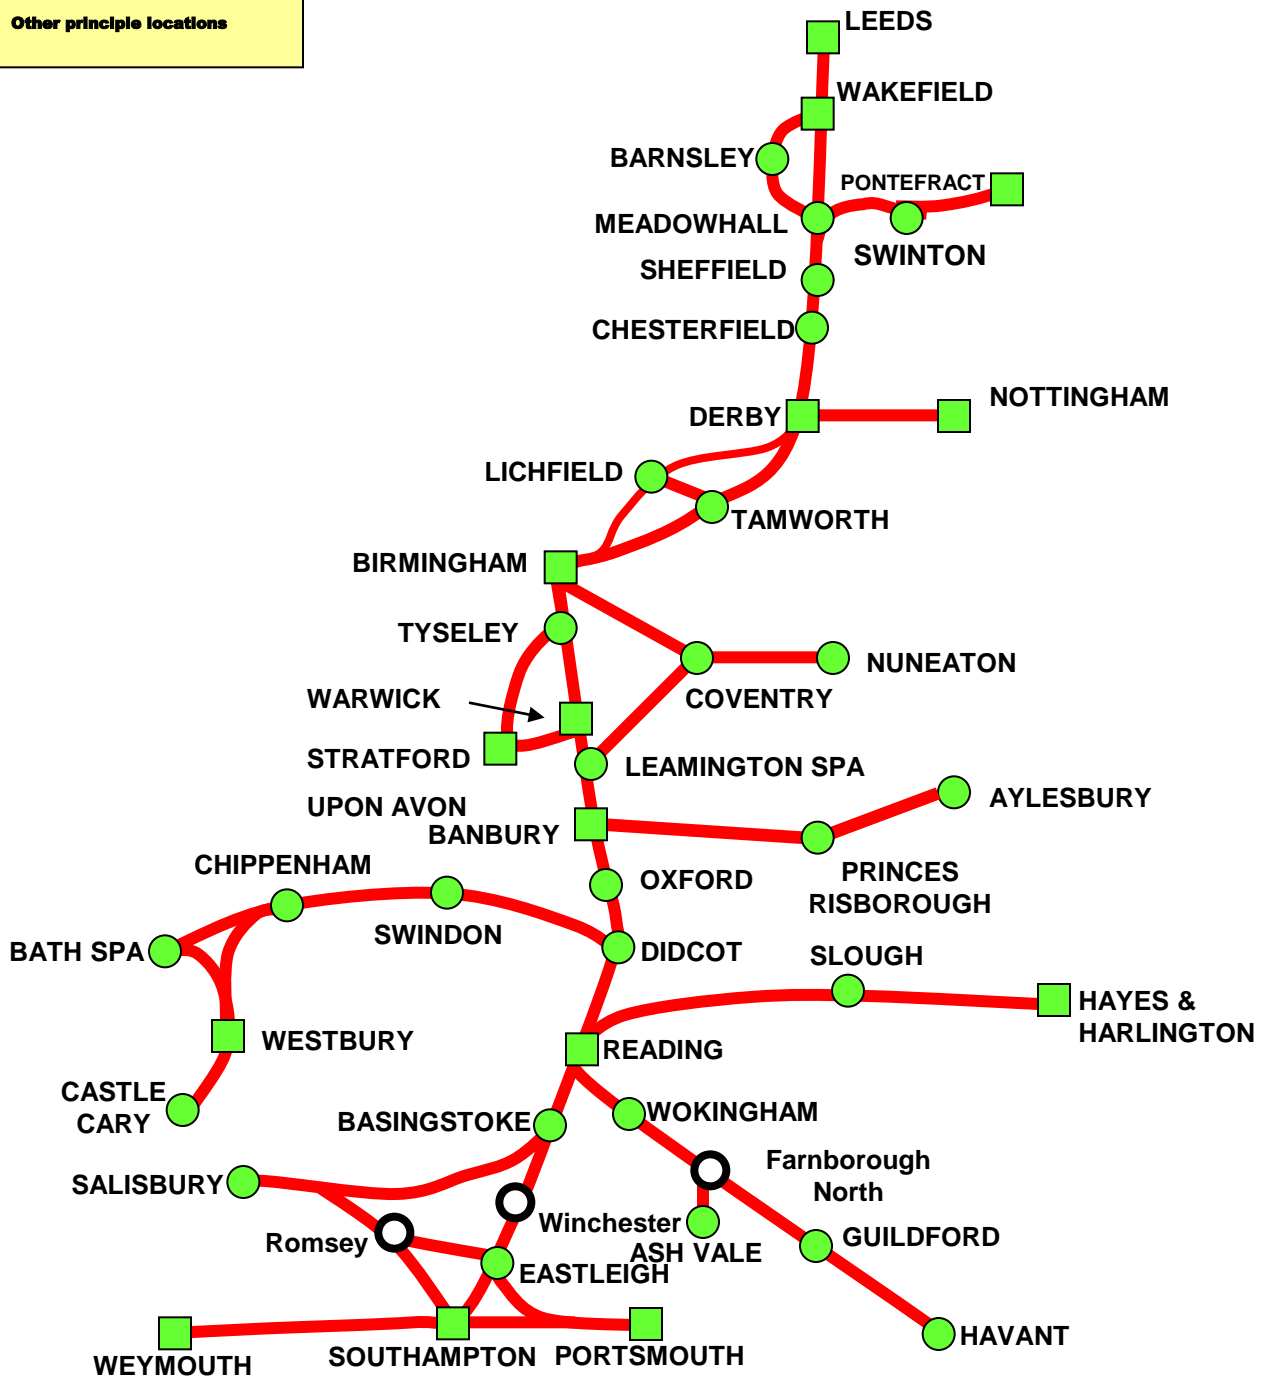 Other principle locations
LEEDS
WAKEFIELD
BARNSLEY
PONTEFRACT
MEADOWHALL
SWINTON
SHEFFIELD
CHESTERFIELD
NOTTINGHAM
DERBY
LICHFIELD
TAMWORTH
BIRMINGHAM
TYSELEY
NUNEATON
WARWICK
COVENTRY
STRATFORD
UPON AVON
LEAMINGTON SPA
AYLESBURY
BANBURY
CHIPPENHAM
OXFORD
PRINCES
RISBOROUGH
SWINDON
BATH SPA
DIDCOT
SLOUGH
HAYES &
HARLINGTON
WESTBURY
READING
CASTLE
CARY
BASINGSTOKE
WOKINGHAM
Farnborough
North
SALISBURY
Winchester
Romsey
ASH VALE
GUILDFORD
EASTLEIGH
HAVANT
WEYMOUTH
SOUTHAMPTON
PORTSMOUTH